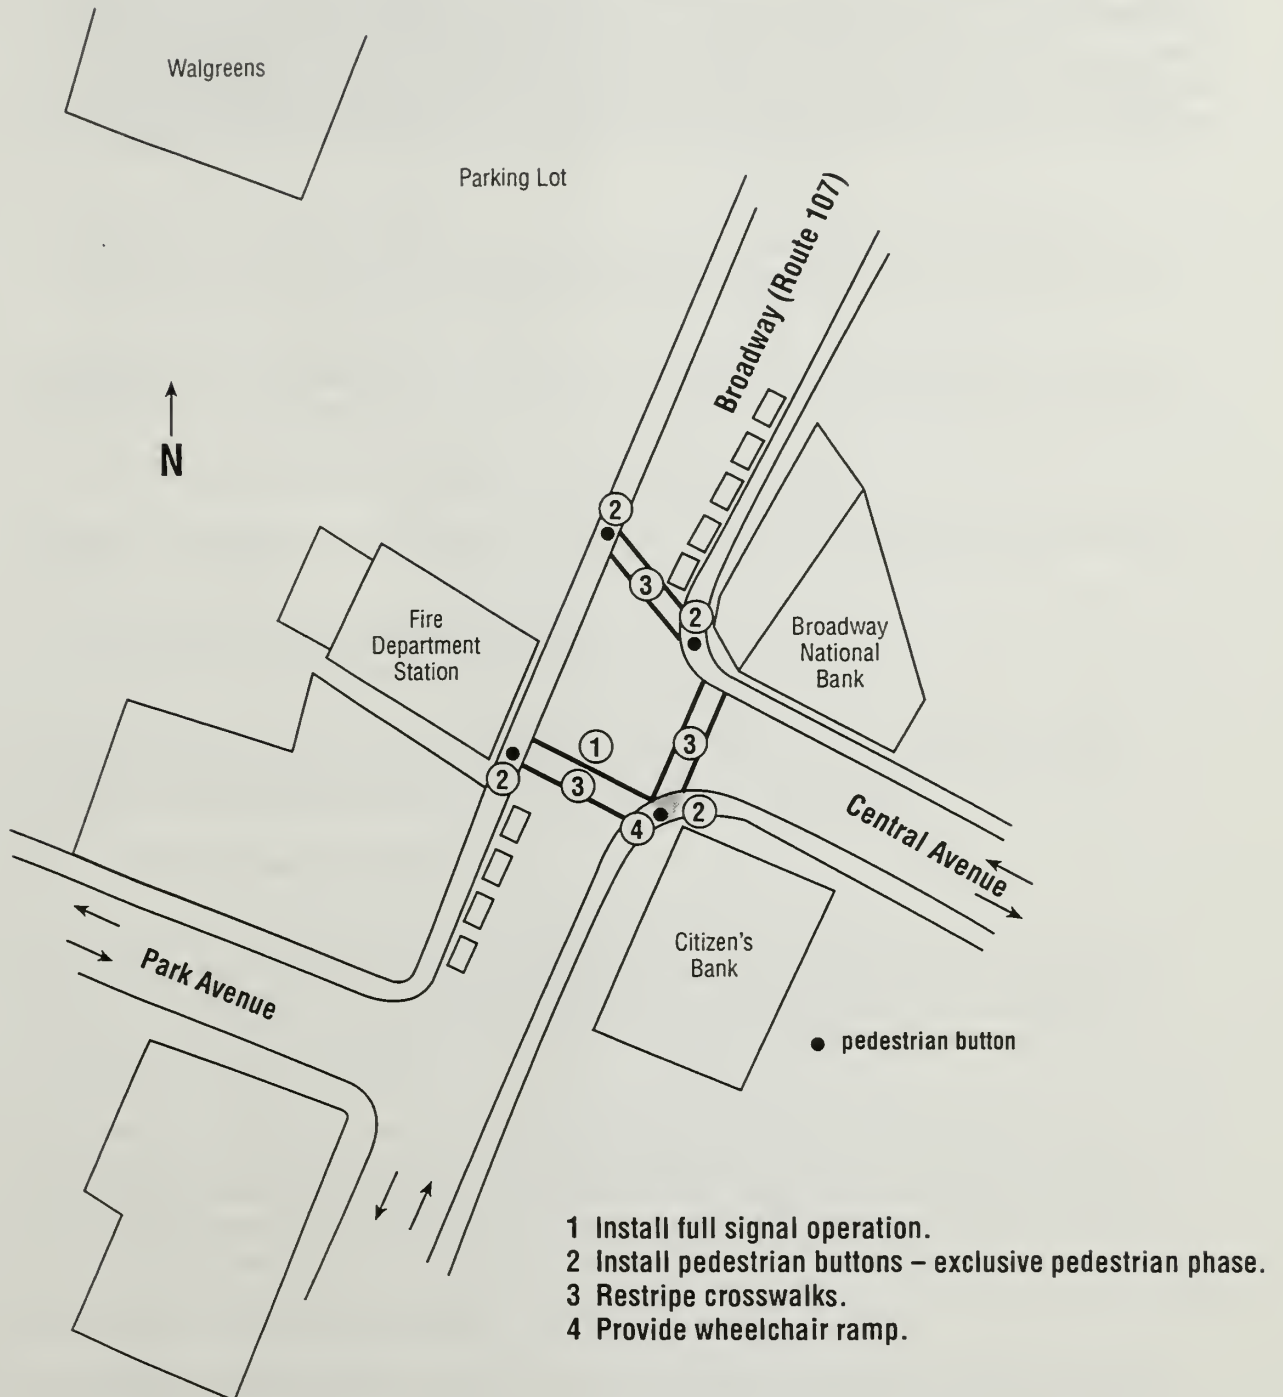 Walgreens
Parking Lot
Broadway (Route 107)
N
2
3
2
Fire
Department
Station
Broadway
National
Bank
1
3
2
3
4
2
Central Avenue
Citizen's
Bank
Park Avenue
pedestrian button
1 Install full signal operation.
2 Install pedestrian buttons – exclusive pedestrian phase.
3 Restripe crosswalks.
4 Provide wheelchair ramp.